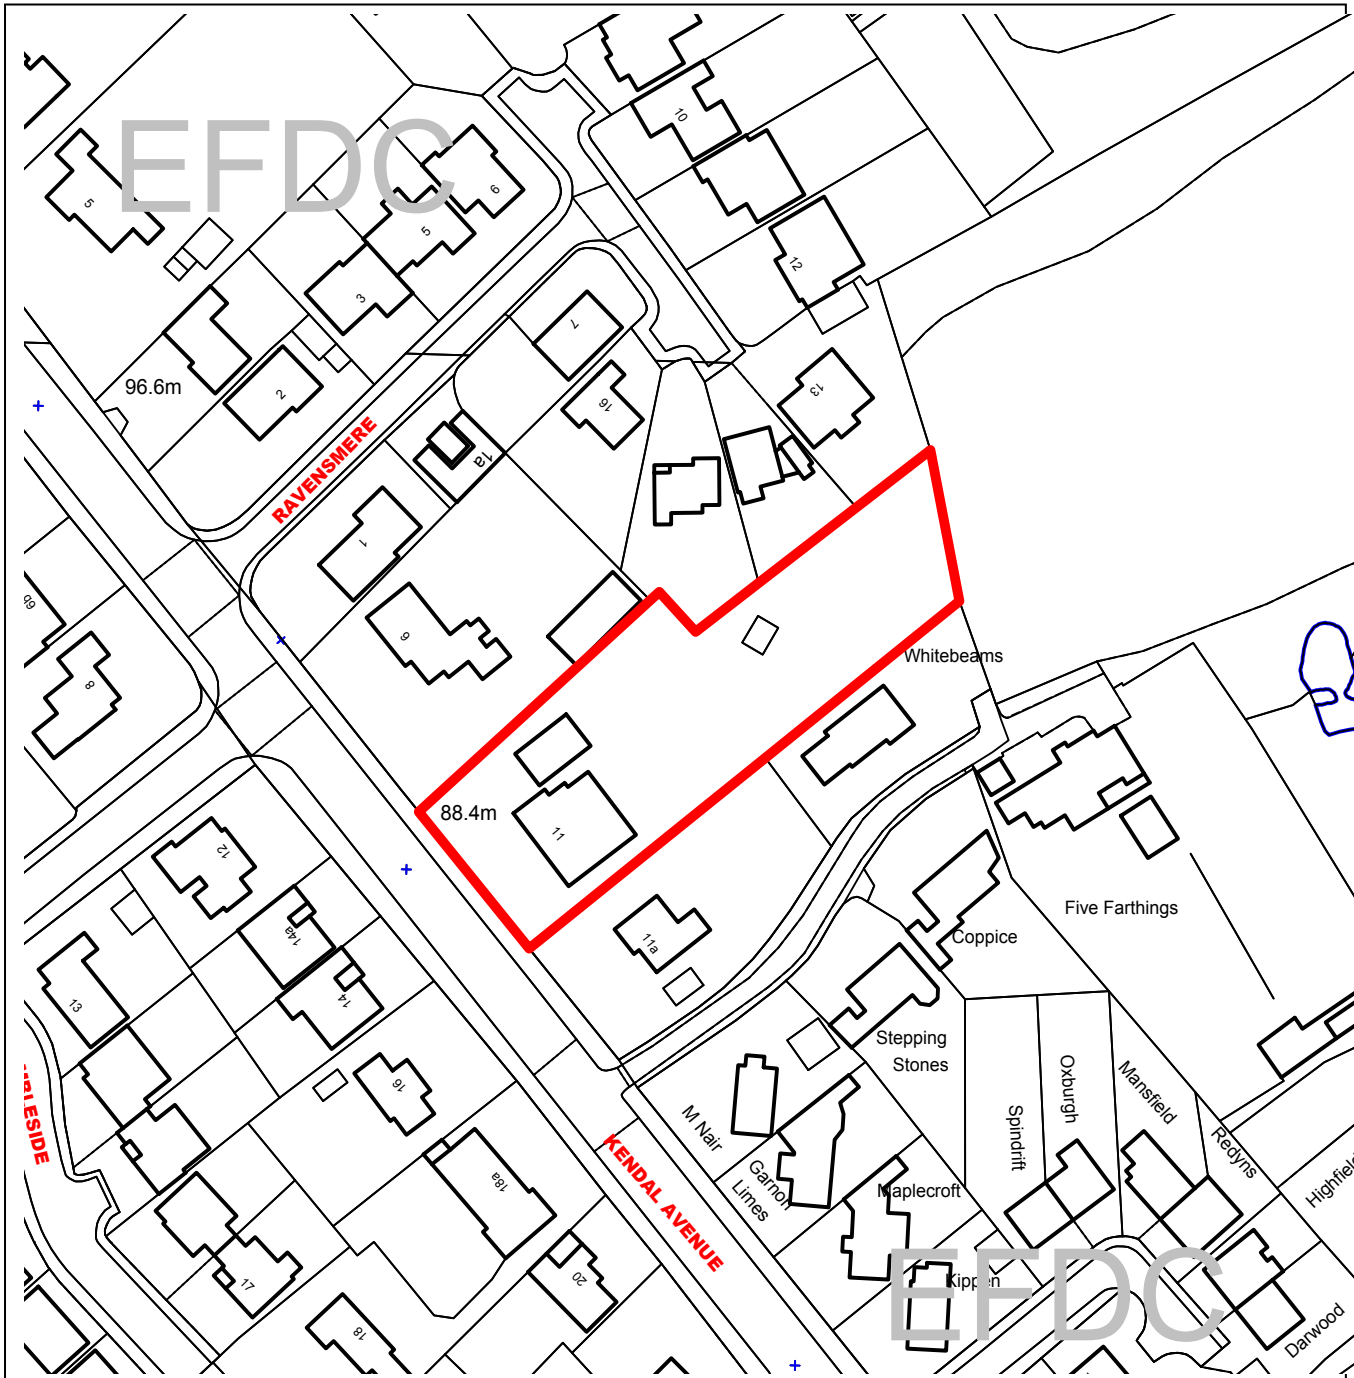 EFDC
10
5
6
5
12
3
7
96.6m
2
16
13
1a
RAVENSMERE
1
6b
9
8
Whitebeams
88.4m
11
12
Five Farthings
14a
11a
Coppice
13
14
Stepping
Stones
Oxburgh
Mansfield
16
M Nair
Spindrift
Redyns
KENDAL AVENUE
Garnon
Limes
18a
Maplecroft
Highfield
17
20
Kippen
EFDC
18
Darwood